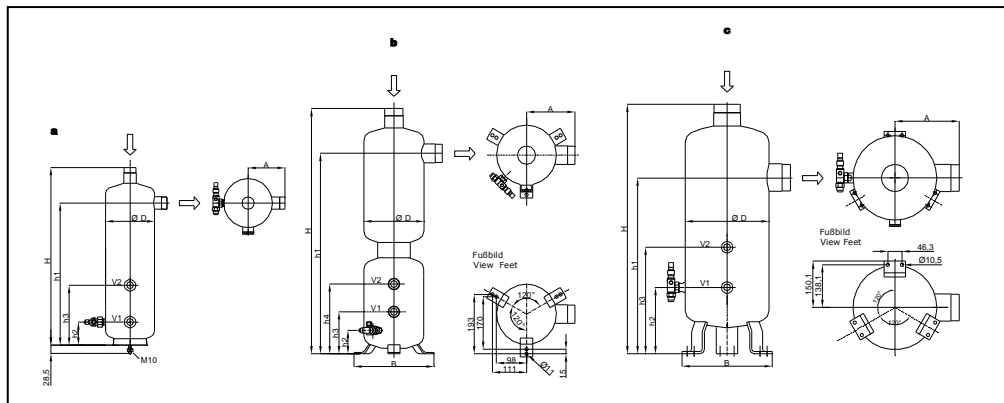 a
H
h1
h2
h3
28,5
Ø D
V2
V1
M10
A
b
H
h1
h4
h3
h2
Ø D
V2
V1
B
A
Fußbild
View Feet
120°
120°
193
170
98
111
Ø11
15
c
H
h1
h3
h2
Ø D
V2
V1
B
A
Fußbild
View Feet
46,3
Ø10,5
150,1
138,1
120°
120°